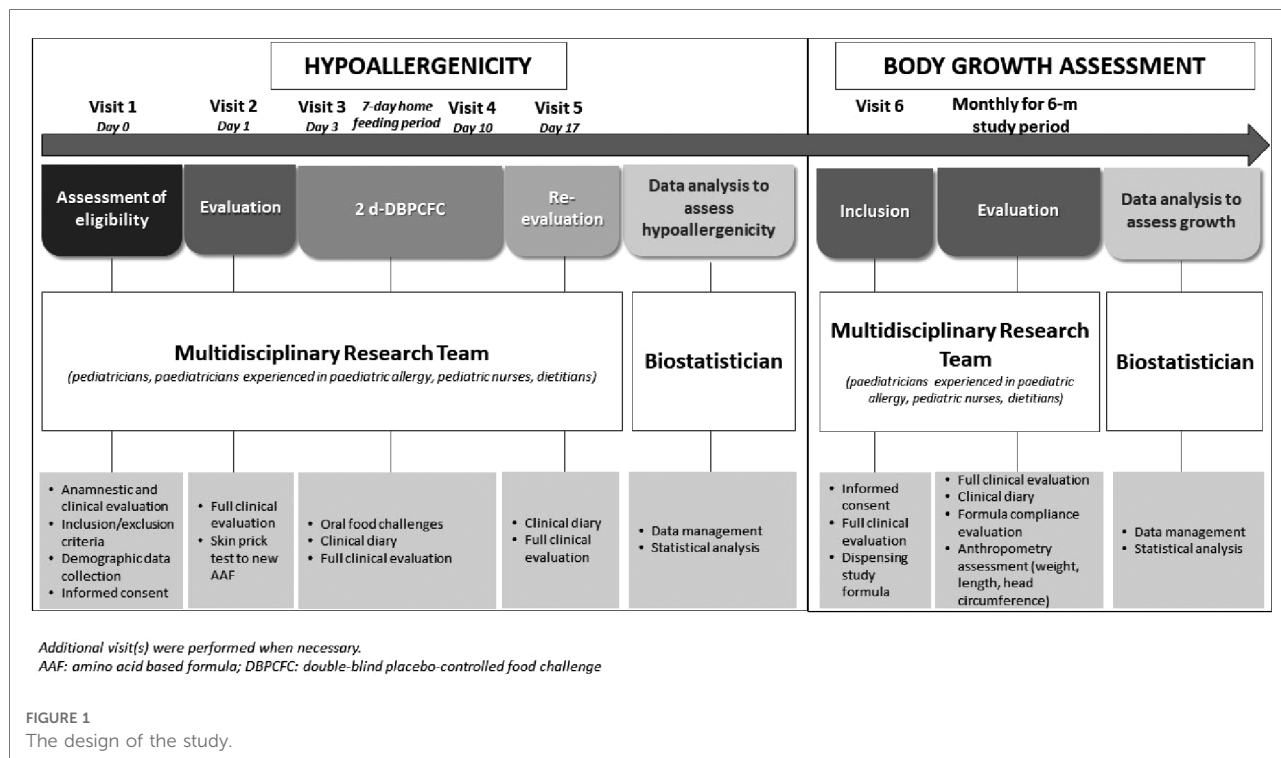 HYPOALLERGENICITY
BODY GROWTH ASSESSMENT
Visit 1
Day 0
Visit 2
Day 1
Visit 3
Day 3
7-day home
feeding period
Visit 4
Day 10
Visit 5
Day 17
Visit 6
Monthly for 6-m
study period
Assessment of
eligibility
Evaluation
2 d-DBPCFC
Re-
evaluation
Data analysis to
assess
hypoallergenicity
Inclusion
Evaluation
Data analysis to
assess growth
Multidisciplinary Research Team
(pediatricians, paediatricians experienced in paediatric allergy, pediatric nurses, dietitians)
Biostatistician
Multidisciplinary Research
Team
(paediatricians experienced in paediatric
allergy, pediatric nurses, dietitians)
Biostatistician
• Anamnestic and
clinical evaluation
• Inclusion/exclusion
criteria
• Demographic data
collection
• Informed consent
• Full clinical
evaluation
• Skin prick
test to new
AAF
• Oral food challenges
• Clinical diary
• Full clinical evaluation
• Clinical diary
• Full clinical
evaluation
• Data management
• Statistical analysis
• Informed
consent
• Full clinical
evaluation
• Dispensing
study
formula
• Full clinical evaluation
• Clinical diary
• Formula compliance
evaluation
• Anthropometry
assessment (weight,
length, head
circumference)
• Data management
• Statistical analysis
Additional visit(s) were performed when necessary.
AAF: amino acid based formula; DBPCFC: double-blind placebo-controlled food challenge
FIGURE 1
The design of the study.